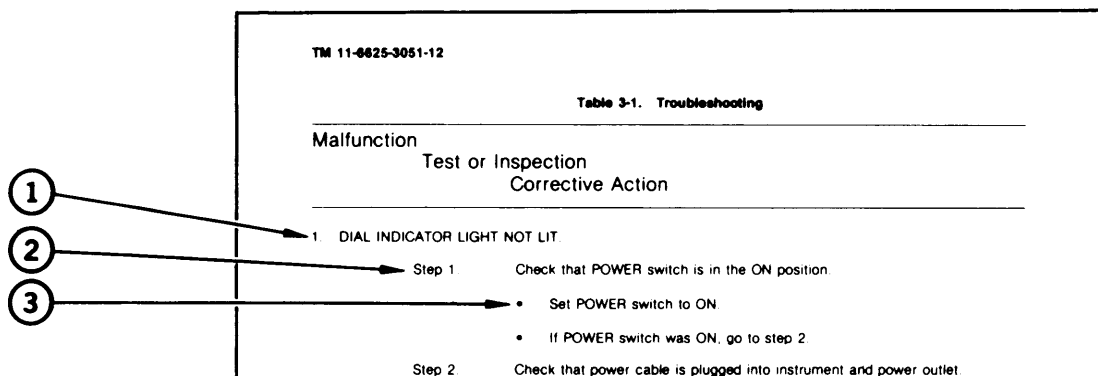 TM 11-6625-3051-12
Table 3-1. Troubleshooting
Malfunction
Test or Inspection
Corrective Action
1 1. DIAL INDICATOR LIGHT NOT LIT.
2 Step 1. Check that POWER switch is in the ON position.
3 • Set POWER switch to ON.
• If POWER switch was ON, go to step 2.
Step 2. Check that power cable is plugged into instrument and power outlet.